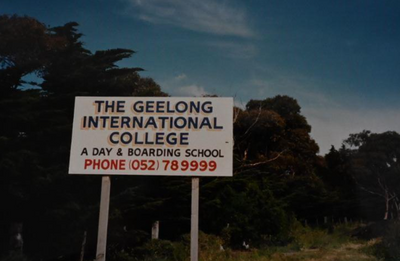 THE GEELONG
INTERNATIONAL
COLLEGE
A DAY & BOARDING SCHOOL
PHONE (052) 789999